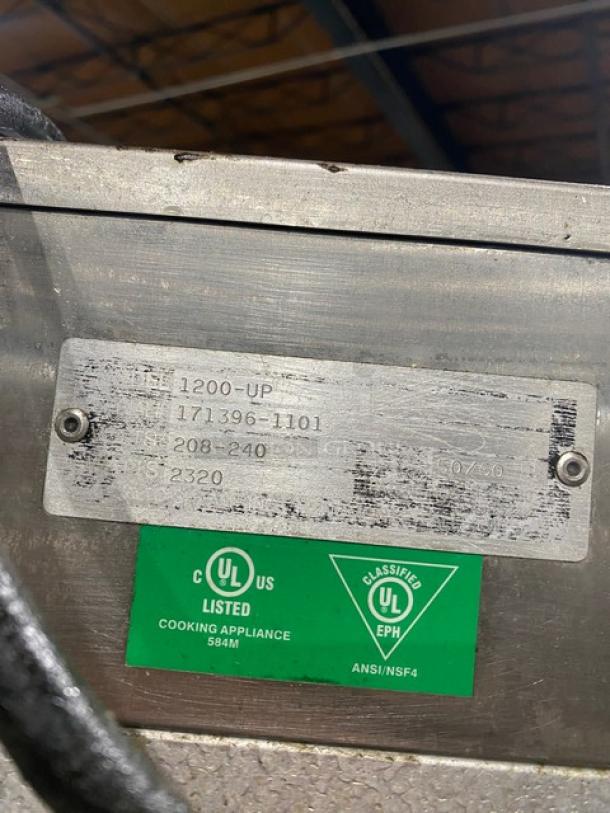 1200-UP
171396-1101
208-240
2320
50/60
C UL US
LISTED
COOKING APPLIANCE
584M
CLASSIFIED
UL
EPH
ANSI/NSF4